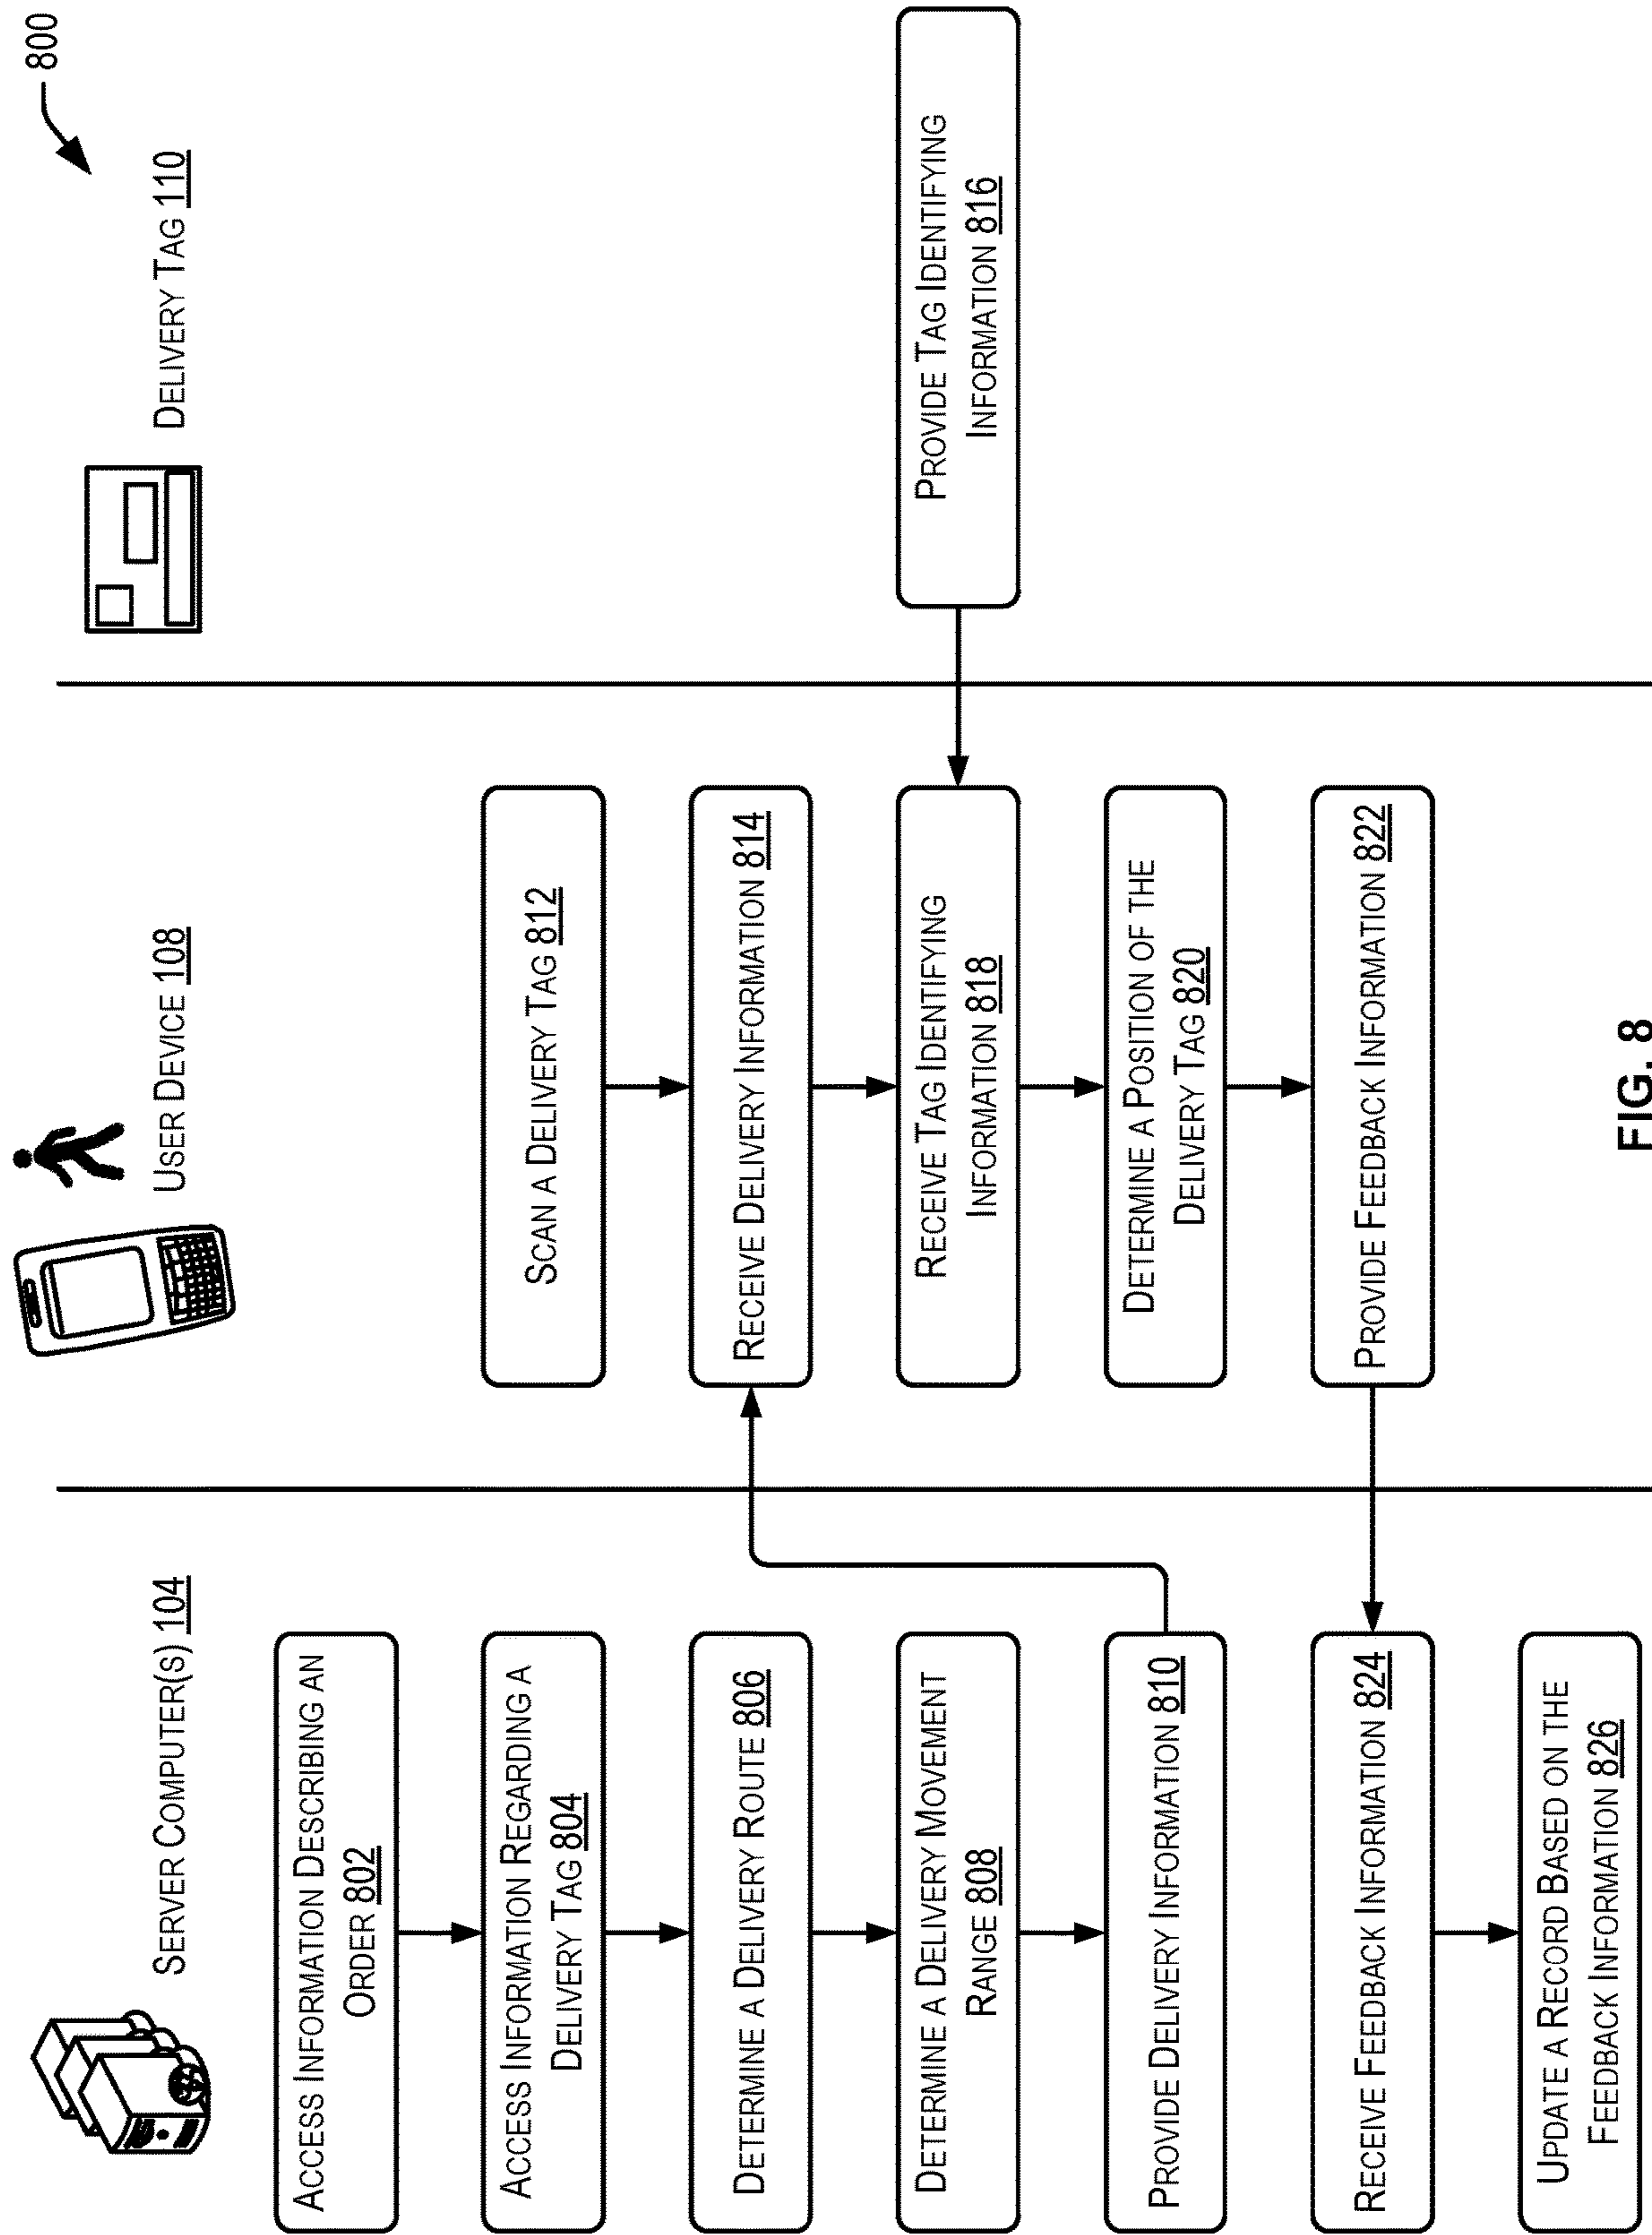 800
SERVER COMPUTER(S) 104
USER DEVICE 108
DELIVERY TAG 110
ACCESS INFORMATION DESCRIBING AN
ORDER 802
ACCESS INFORMATION REGARDING A
DELIVERY TAG 804
DETERMINE A DELIVERY ROUTE 806
DETERMINE A DELIVERY MOVEMENT
RANGE 808
PROVIDE DELIVERY INFORMATION 810
SCAN A DELIVERY TAG 812
RECEIVE DELIVERY INFORMATION 814
PROVIDE TAG IDENTIFYING
INFORMATION 816
RECEIVE TAG IDENTIFYING
INFORMATION 818
DETERMINE A POSITION OF THE
DELIVERY TAG 820
PROVIDE FEEDBACK INFORMATION 822
RECEIVE FEEDBACK INFORMATION 824
UPDATE A RECORD BASED ON THE
FEEDBACK INFORMATION 826
FIG. 8